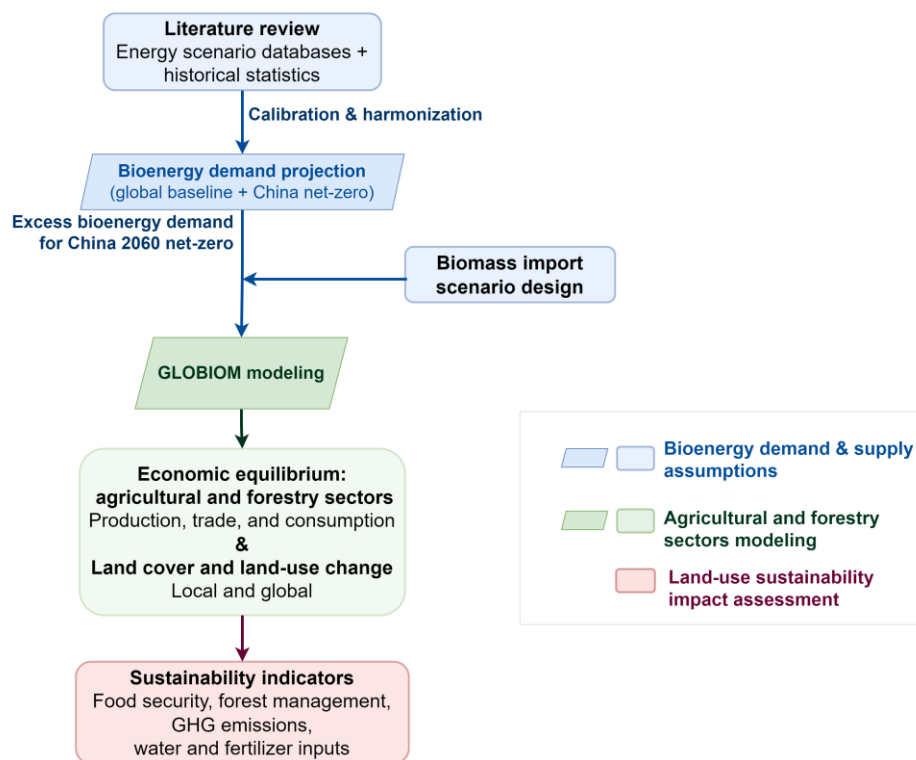 Literature review
Energy scenario databases +
historical statistics
Calibration & harmonization
Bioenergy demand projection
(global baseline + China net-zero)
Excess bioenergy demand
for China 2060 net-zero
Biomass import
scenario design
GLOBIOM modeling
Economic equilibrium:
agricultural and forestry sectors
Production, trade, and consumption
&
Land cover and land-use change
Local and global
Sustainability indicators
Food security, forest management,
GHG emissions,
water and fertilizer inputs
Bioenergy demand & supply
assumptions
Agricultural and forestry
sectors modeling
Land-use sustainability
impact assessment